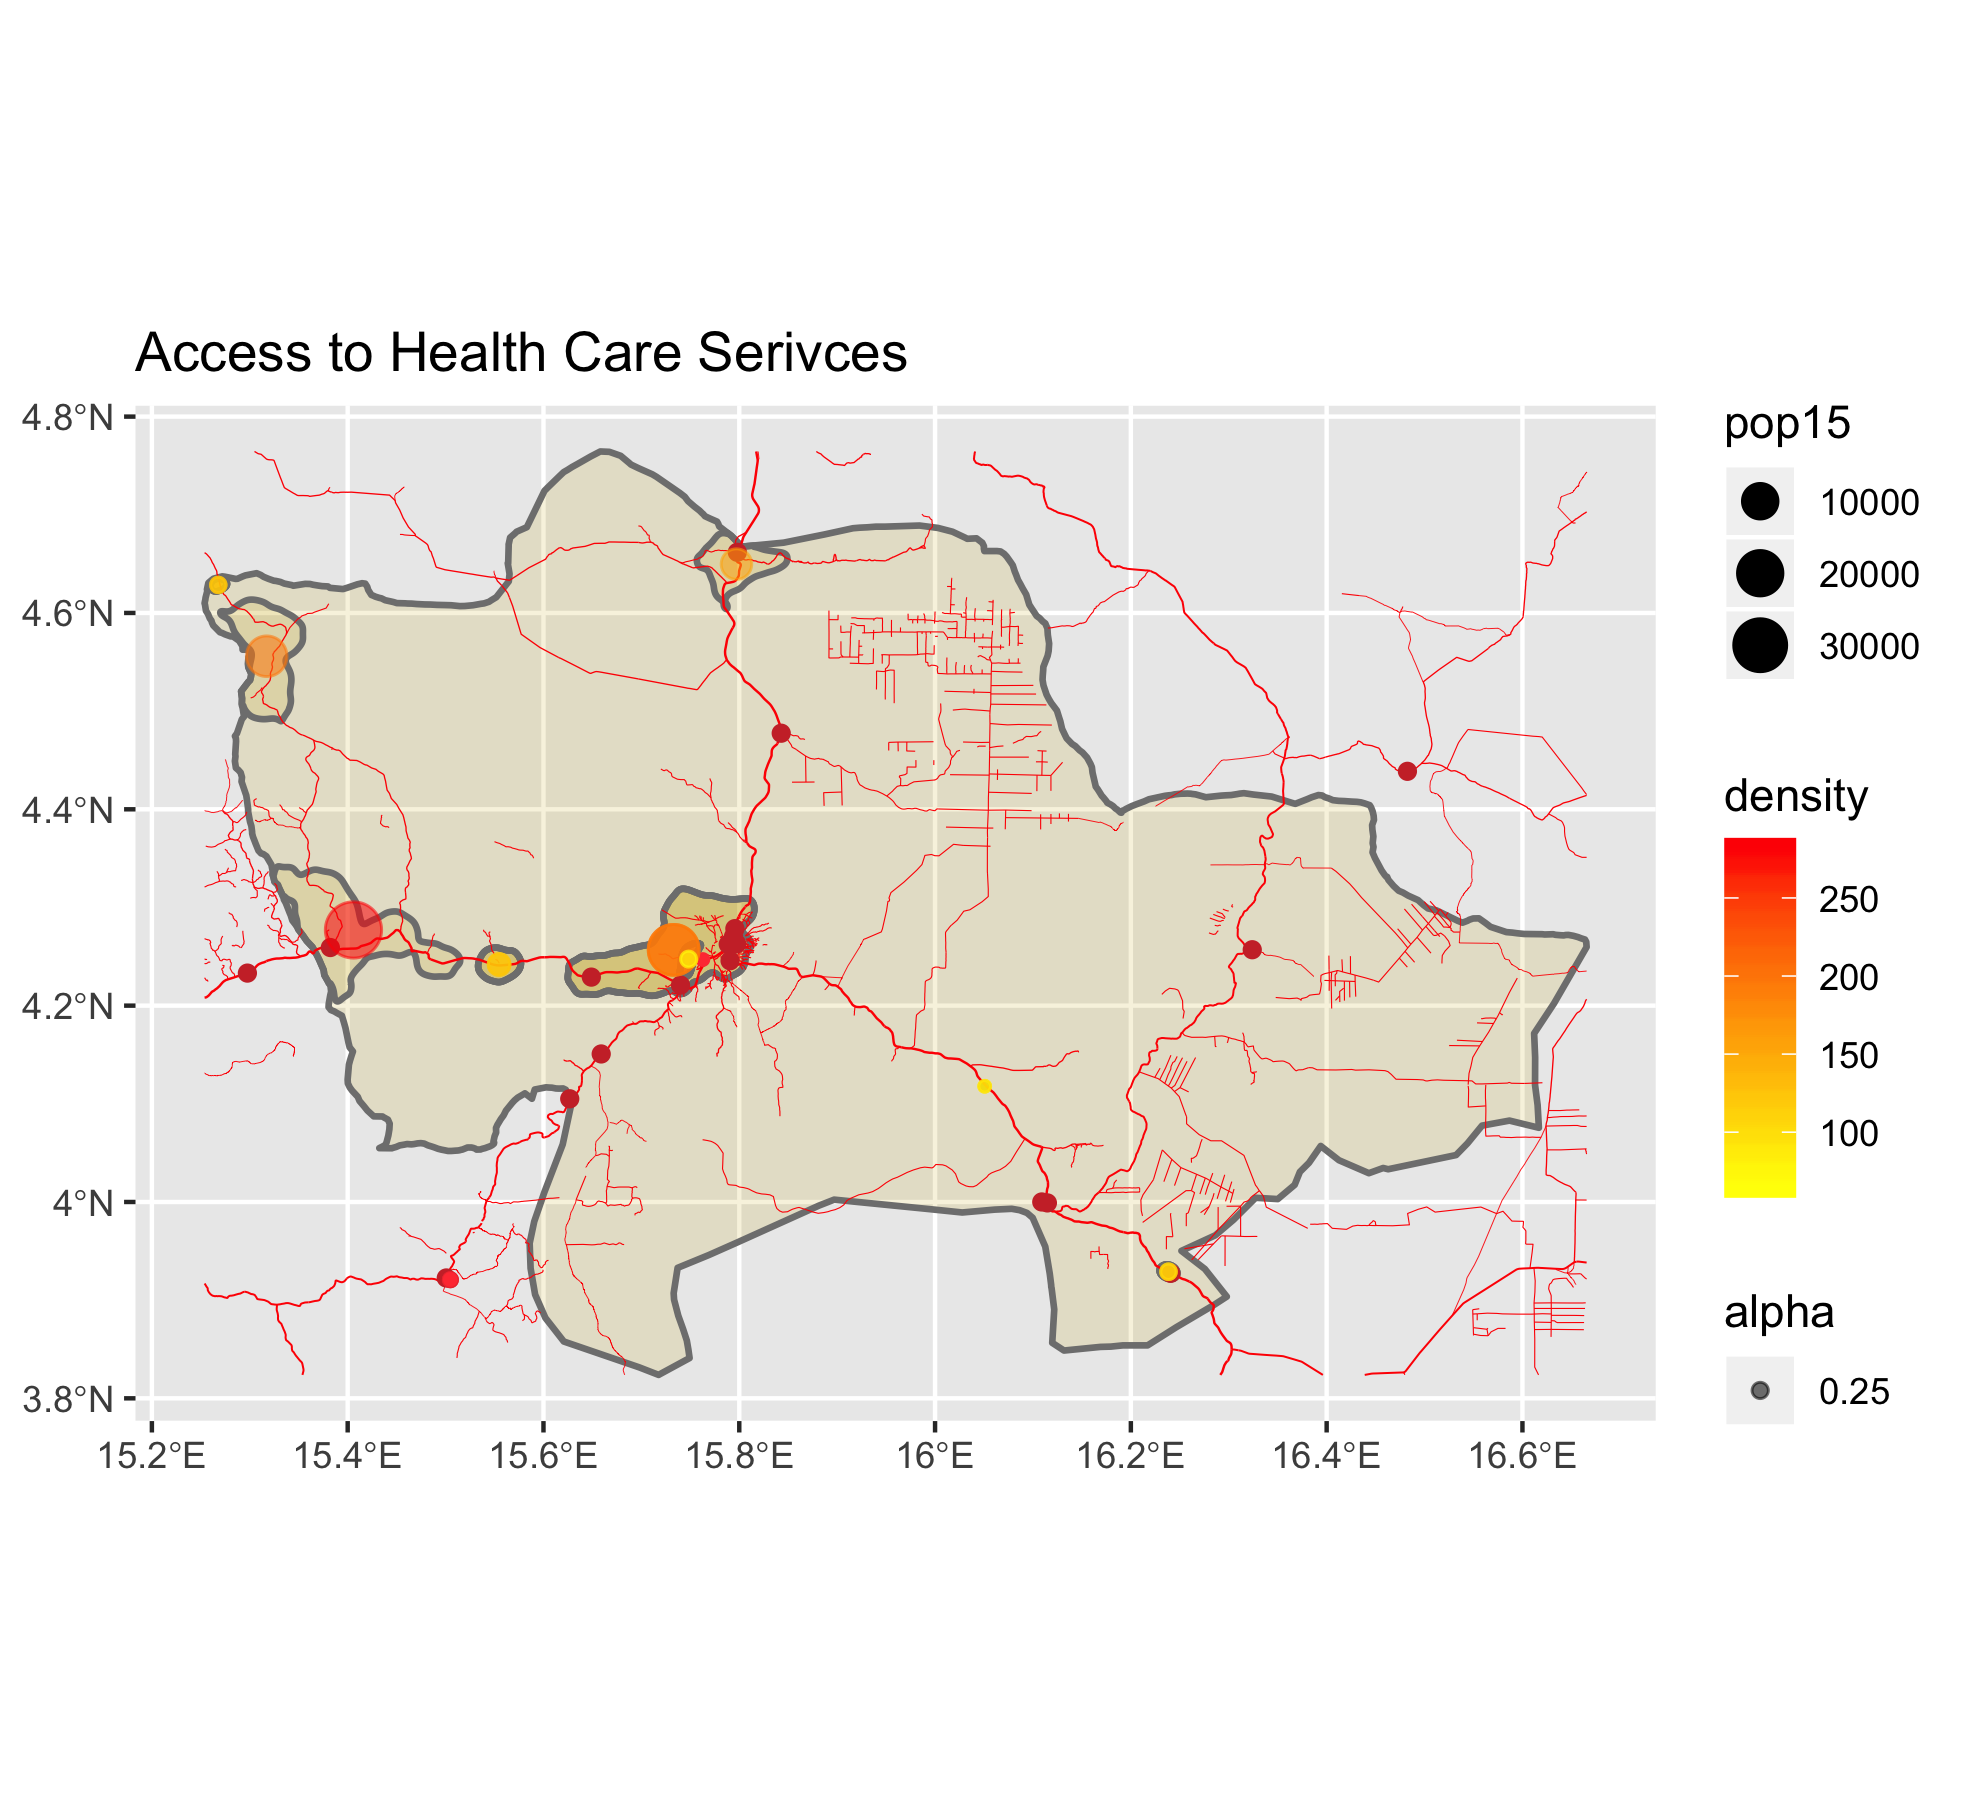 Access to Health Care Serivces
4.8°N
4.6°N
4.4°N
4.2°N
4°N
3.8°N
15.2°E 15.4°E 15.6°E 15.8°E 16°E 16.2°E 16.4°E 16.6°E
pop15
10000
20000
30000
density
250
200
150
100
alpha
0.25